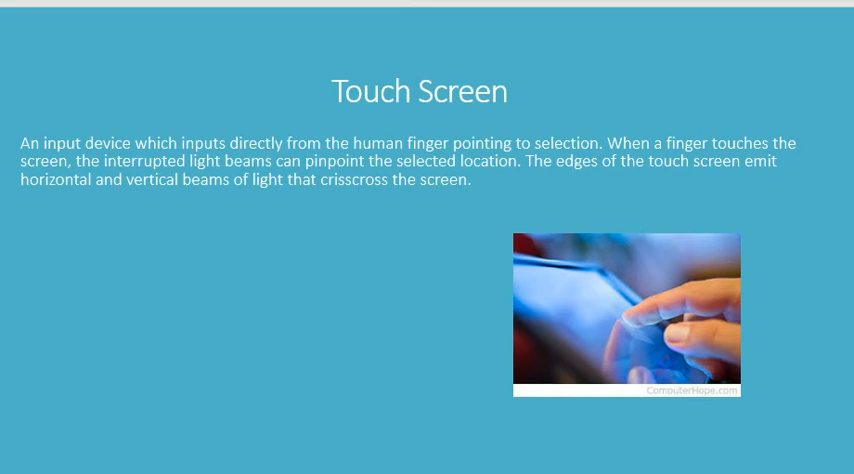 Touch Screen
An input device which inputs directly from the human finger pointing to selection. When a finger touches the
screen, the interrupted light beams can pinpoint the selected location. The edges of the touch screen emit
horizontal and vertical beams of light that crisscross the screen.
ComputerHope.com